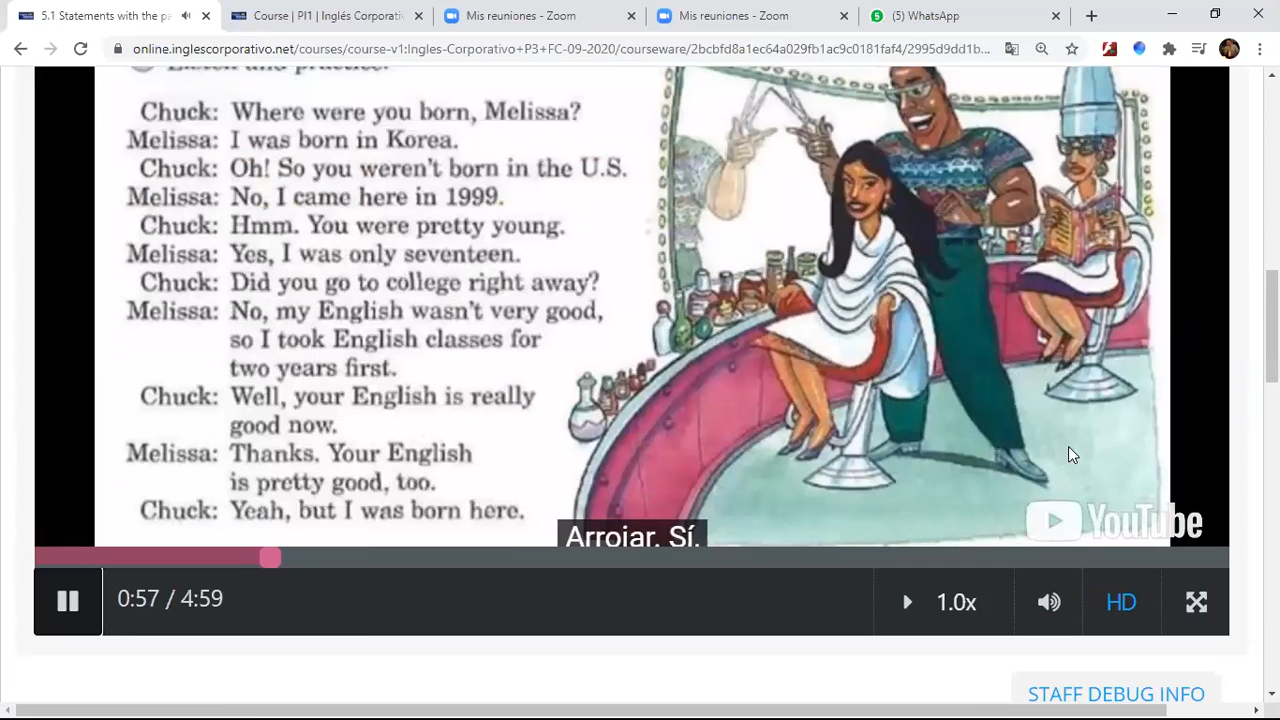 5.1 Statements with the pa
Course | PI1 | Inglés Corporati
Mis reuniones - Zoom
Mis reuniones - Zoom
(5) WhatsApp
online.inglescorporativo.net/courses/course-v1:Ingles-Corporativo+P3+FC-09-2020/courseware/2bcbfd8a1ec64a029f01ac9c0181faf4/2995d9dd1b...
Listen and practice.
Chuck: Where were you born, Melissa?
Melissa: I was born in Korea.
Chuck: Oh! So you weren't born in the U.S.
Melissa: No, I came here in 1999.
Chuck: Hmm. You were pretty young.
Melissa: Yes, I was only seventeen.
Chuck: Did you go to college right away?
Melissa: No, my English wasn't very good,
so I took English classes for
two years first.
Chuck: Well, your English is really
good now.
Melissa: Thanks. Your English
is pretty good, too.
Chuck: Yeah, but I was born here.
Arrojar. Sí.
YouTube
0:57 / 4:59
1.0x
HD
STAFF DEBUG INFO